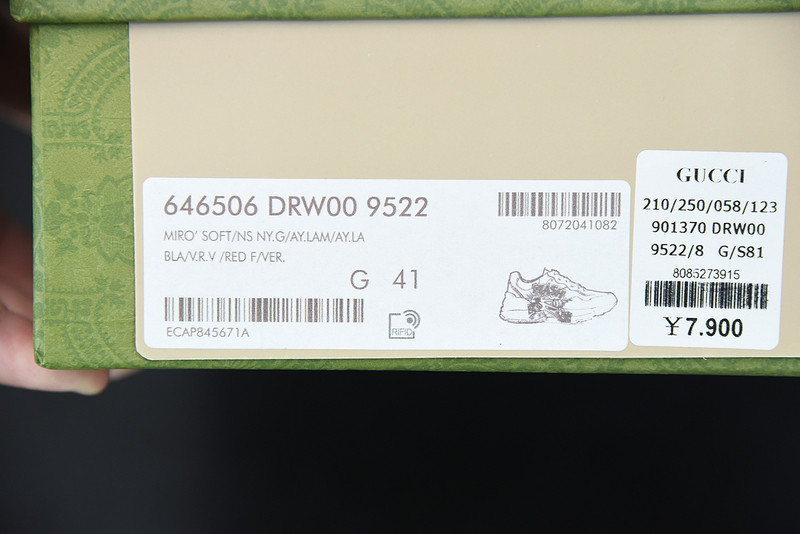 646506 DRW00 9522
8072041082
MIRO' SOFT/NS NY.G/AY.LAM/AY.LA
BLA/V.R.V /RED F/VER.
G 41
ECAP845671A
RIFID
GUCCI
210/250/058/123
901370 DRW00
9522/8 G/S81
8085273915
￥7.900